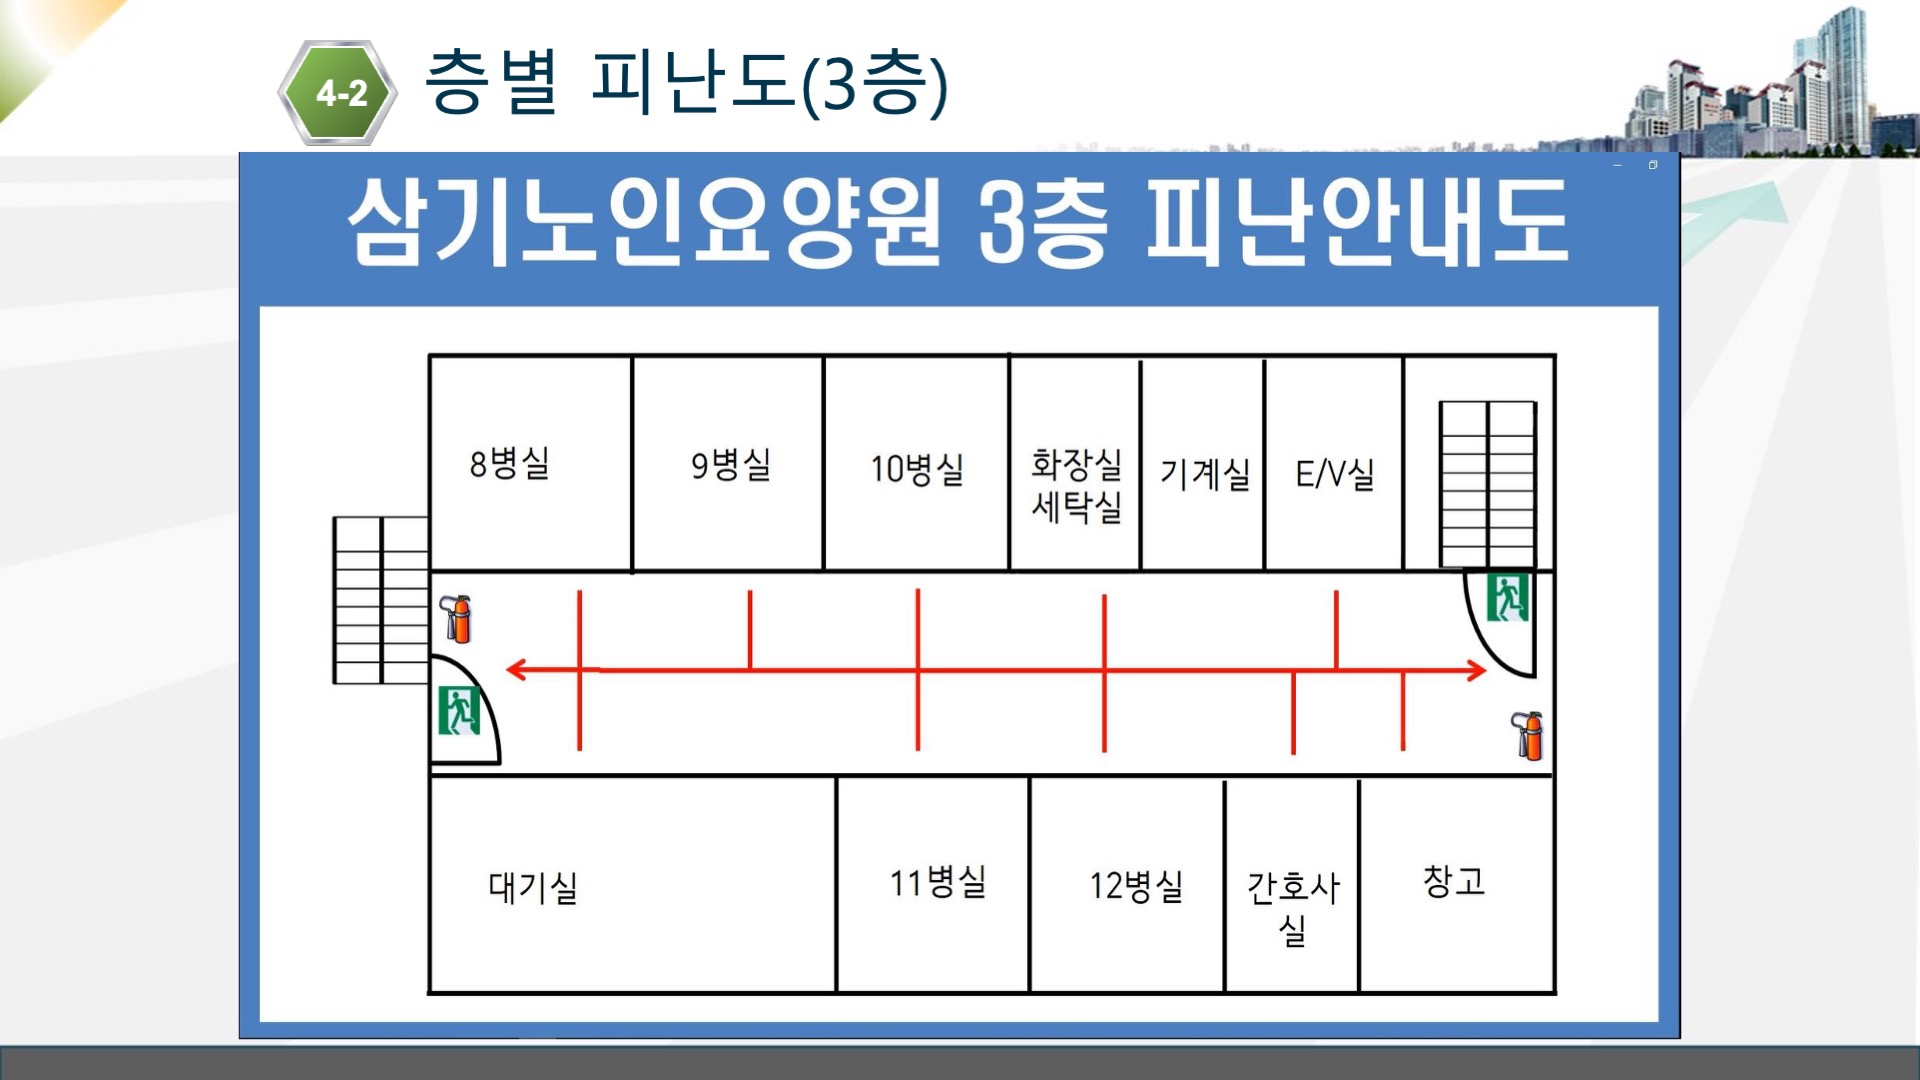 4-2
층별 피난도(3층)
삼기노인요양원 3층 피난안내도
8병실
9병실
10병실
화장실
세탁실
기계실
E/V실
대기실
11병실
12병실
간호사
실
창고